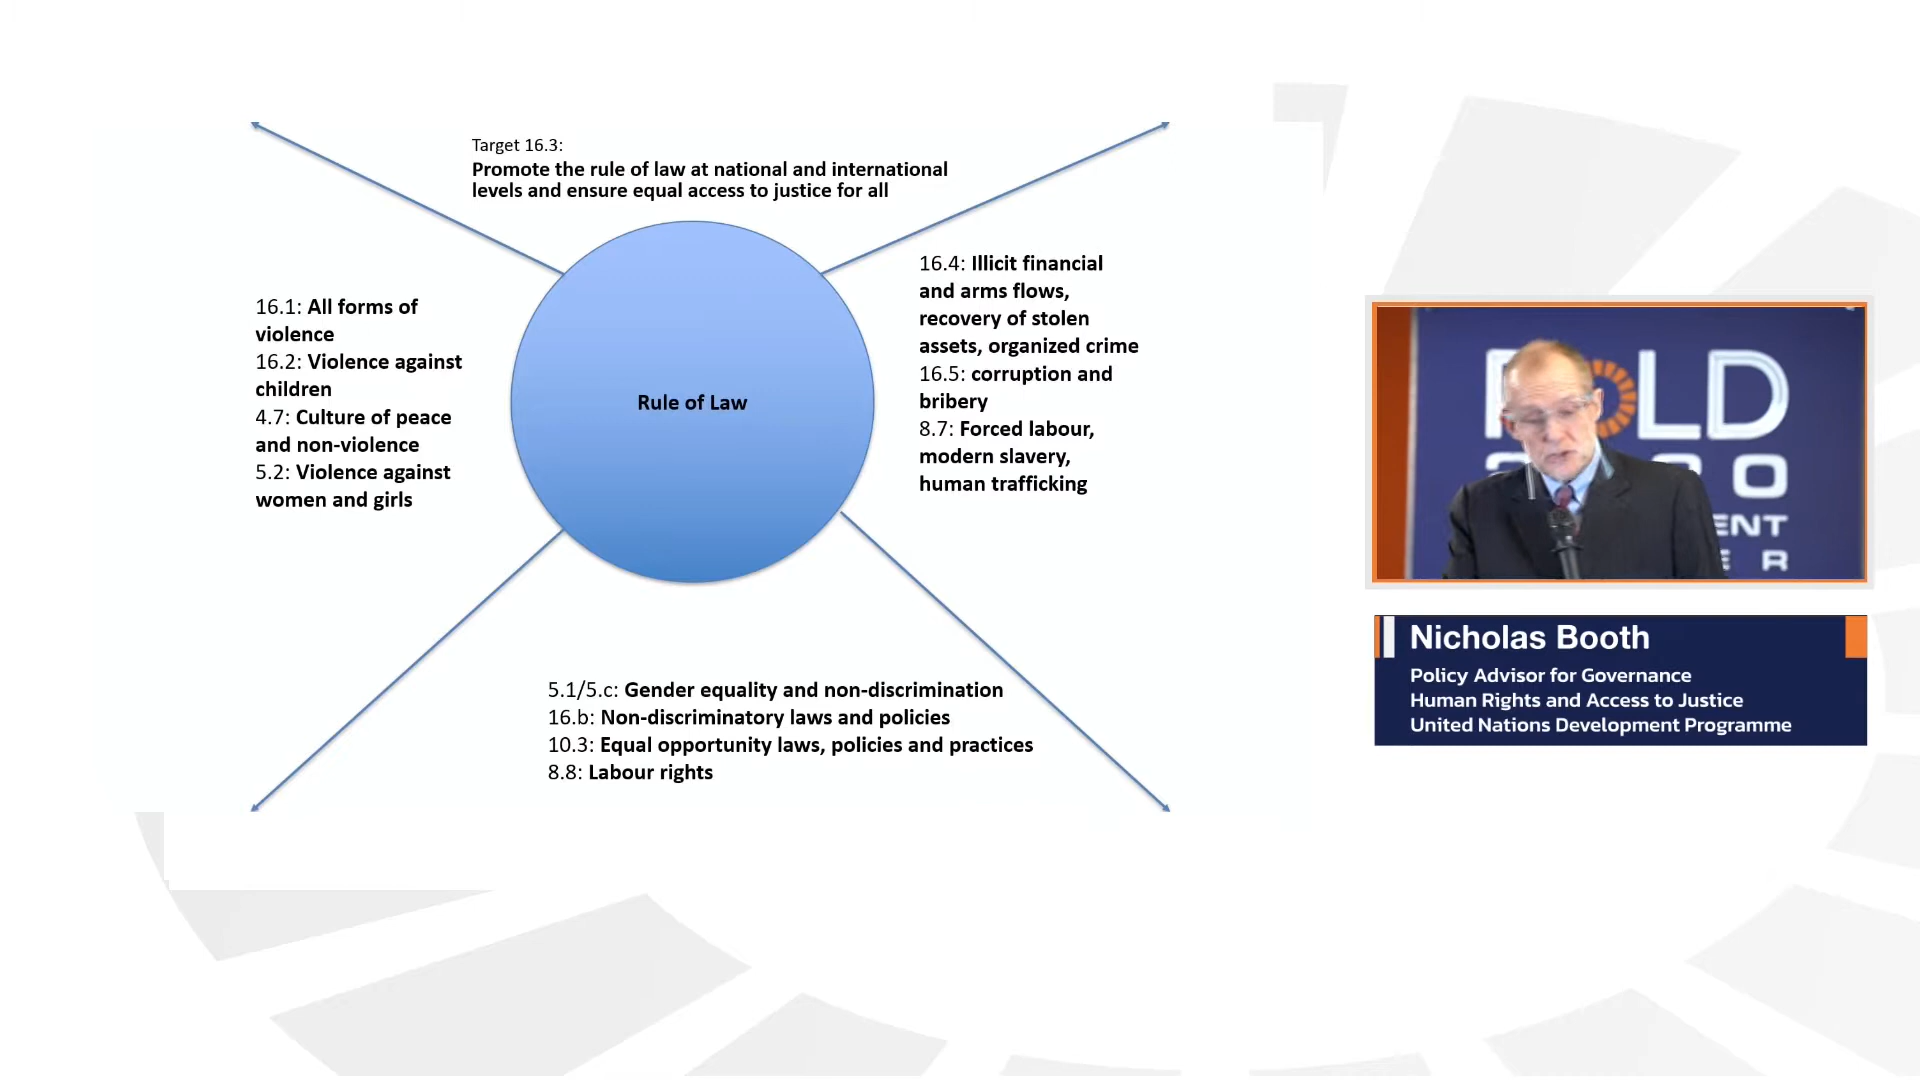 Target 16.3:
Promote the rule of law at national and international
levels and ensure equal access to justice for all
16.1: All forms of
violence
16.2: Violence against
children
4.7: Culture of peace
and non-violence
5.2: Violence against
women and girls
Rule of Law
16.4: Illicit financial
and arms flows,
recovery of stolen
assets, organized crime
16.5: corruption and
bribery
8.7: Forced labour,
modern slavery,
human trafficking
5.1/5.c: Gender equality and non-discrimination
16.b: Non-discriminatory laws and policies
10.3: Equal opportunity laws, policies and practices
8.8: Labour rights
LD
Nicholas Booth
Policy Advisor for Governance
Human Rights and Access to Justice
United Nations Development Programme